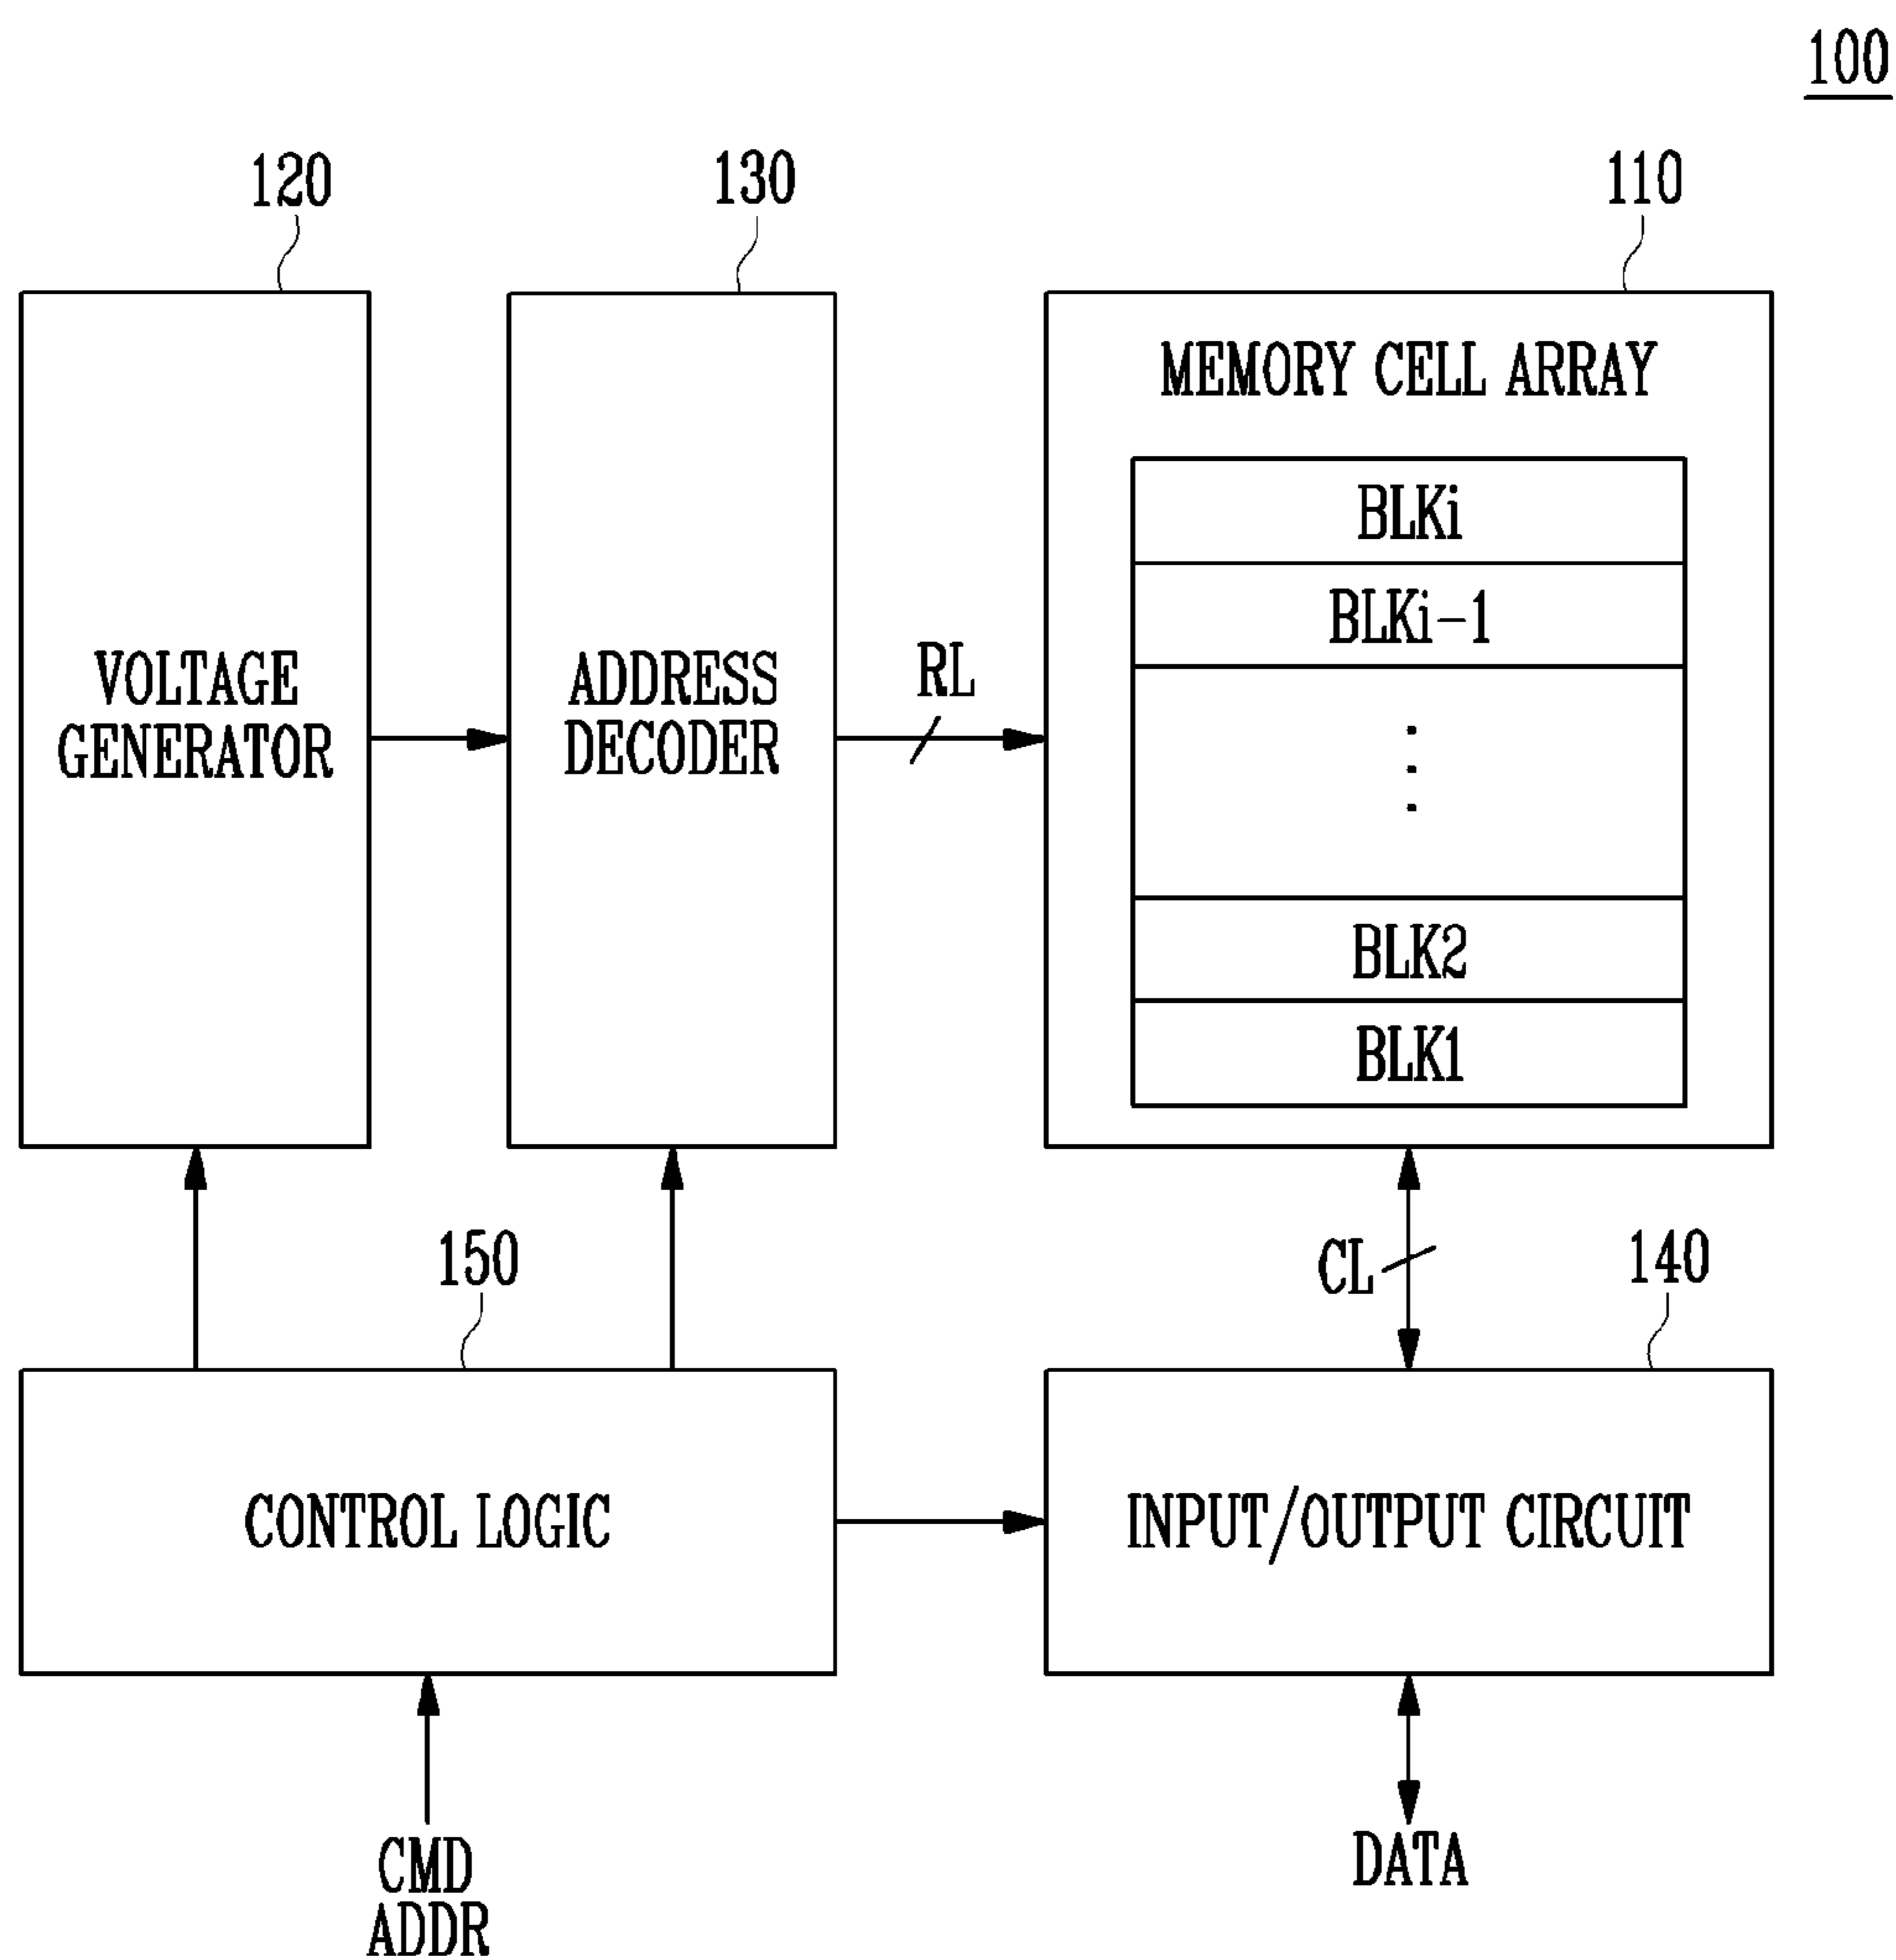 100
120
130
110
MEMORY CELL ARRAY
BLKi
BLKi-1
VOLTAGE
GENERATOR
ADDRESS
DECODER
RL
BLK2
BLK1
150
CL
140
CONTROL LOGIC
INPUT/OUTPUT CIRCUIT
CMD
ADDR
DATA